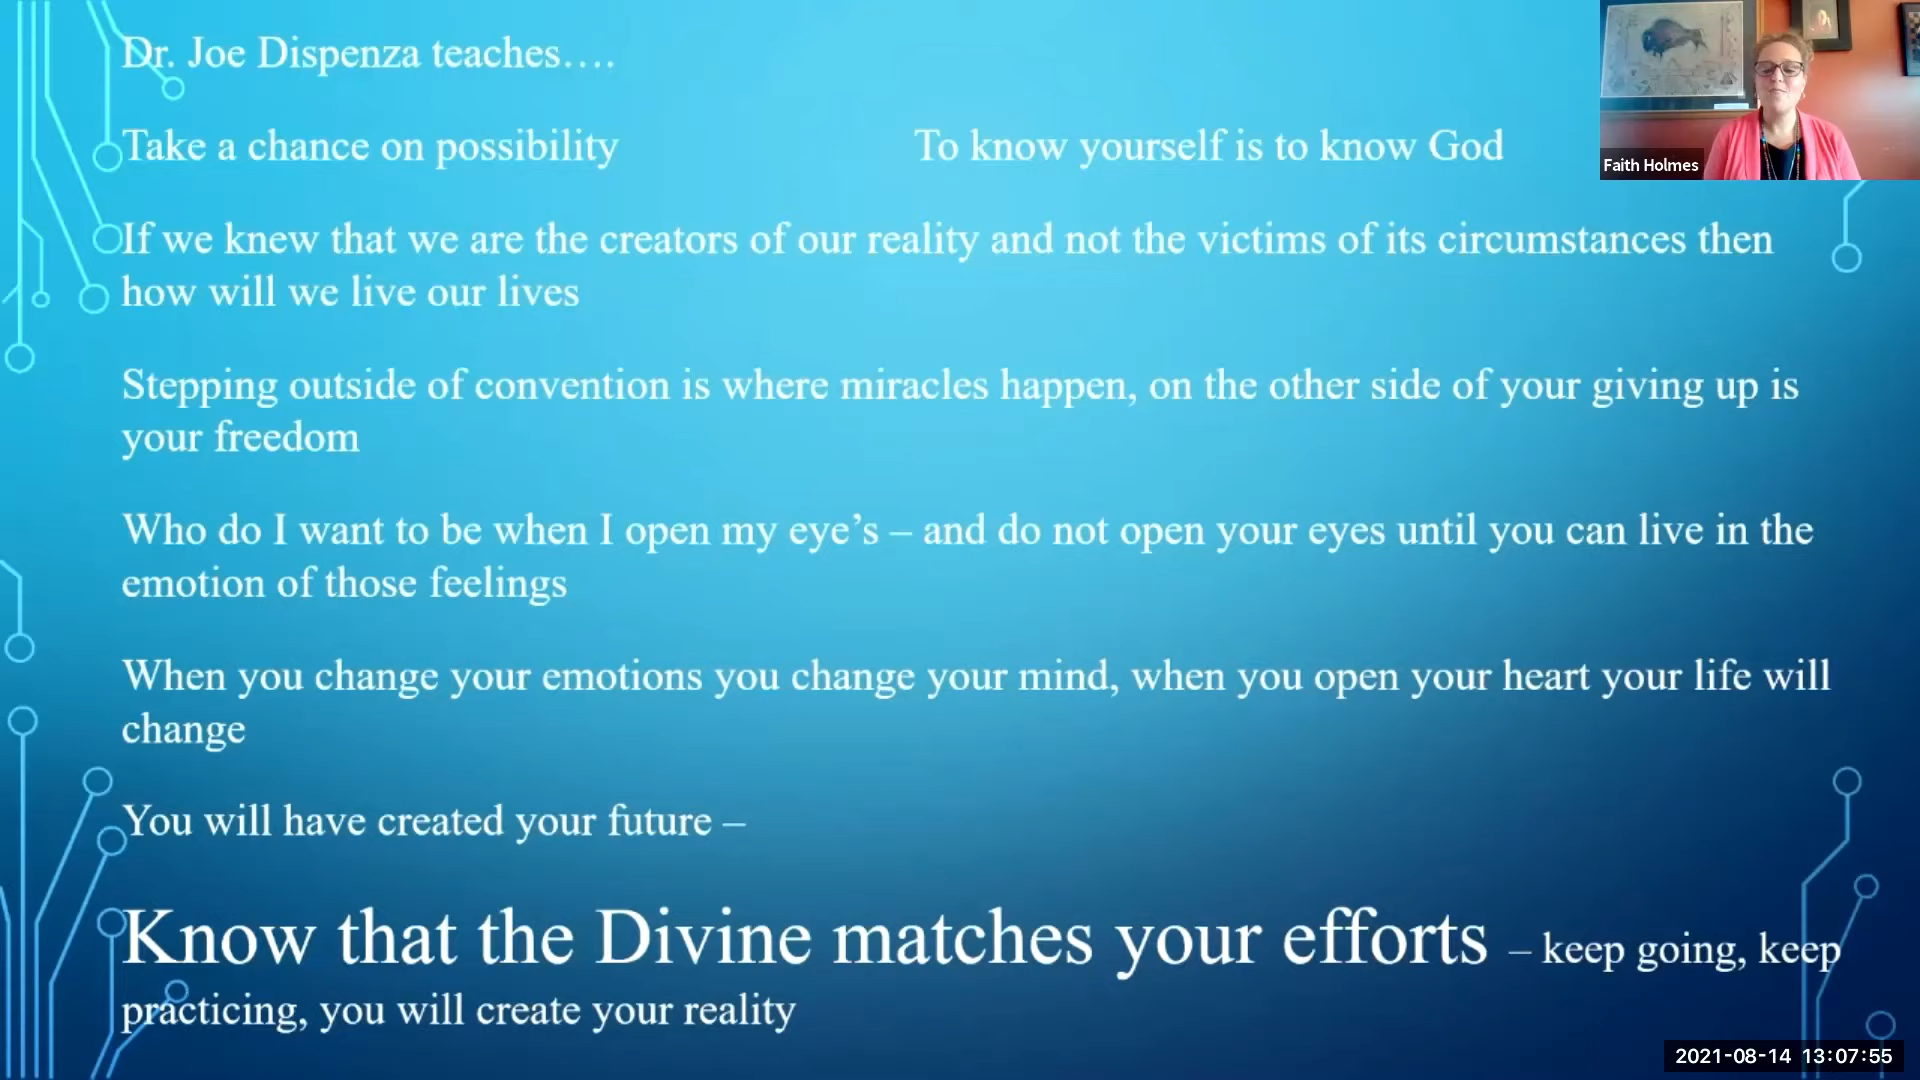 Dr. Joe Dispenza teaches….
Take a chance on possibility To know yourself is to know God
Faith Holmes
If we knew that we are the creators of our reality and not the victims of its circumstances then
how will we live our lives
Stepping outside of convention is where miracles happen, on the other side of your giving up is
your freedom
Who do I want to be when I open my eye’s – and do not open your eyes until you can live in the
emotion of those feelings
When you change your emotions you change your mind, when you open your heart your life will
change
You will have created your future –
Know that the Divine matches your efforts – keep going, keep
practicing, you will create your reality
2021-08-14 13:07:55